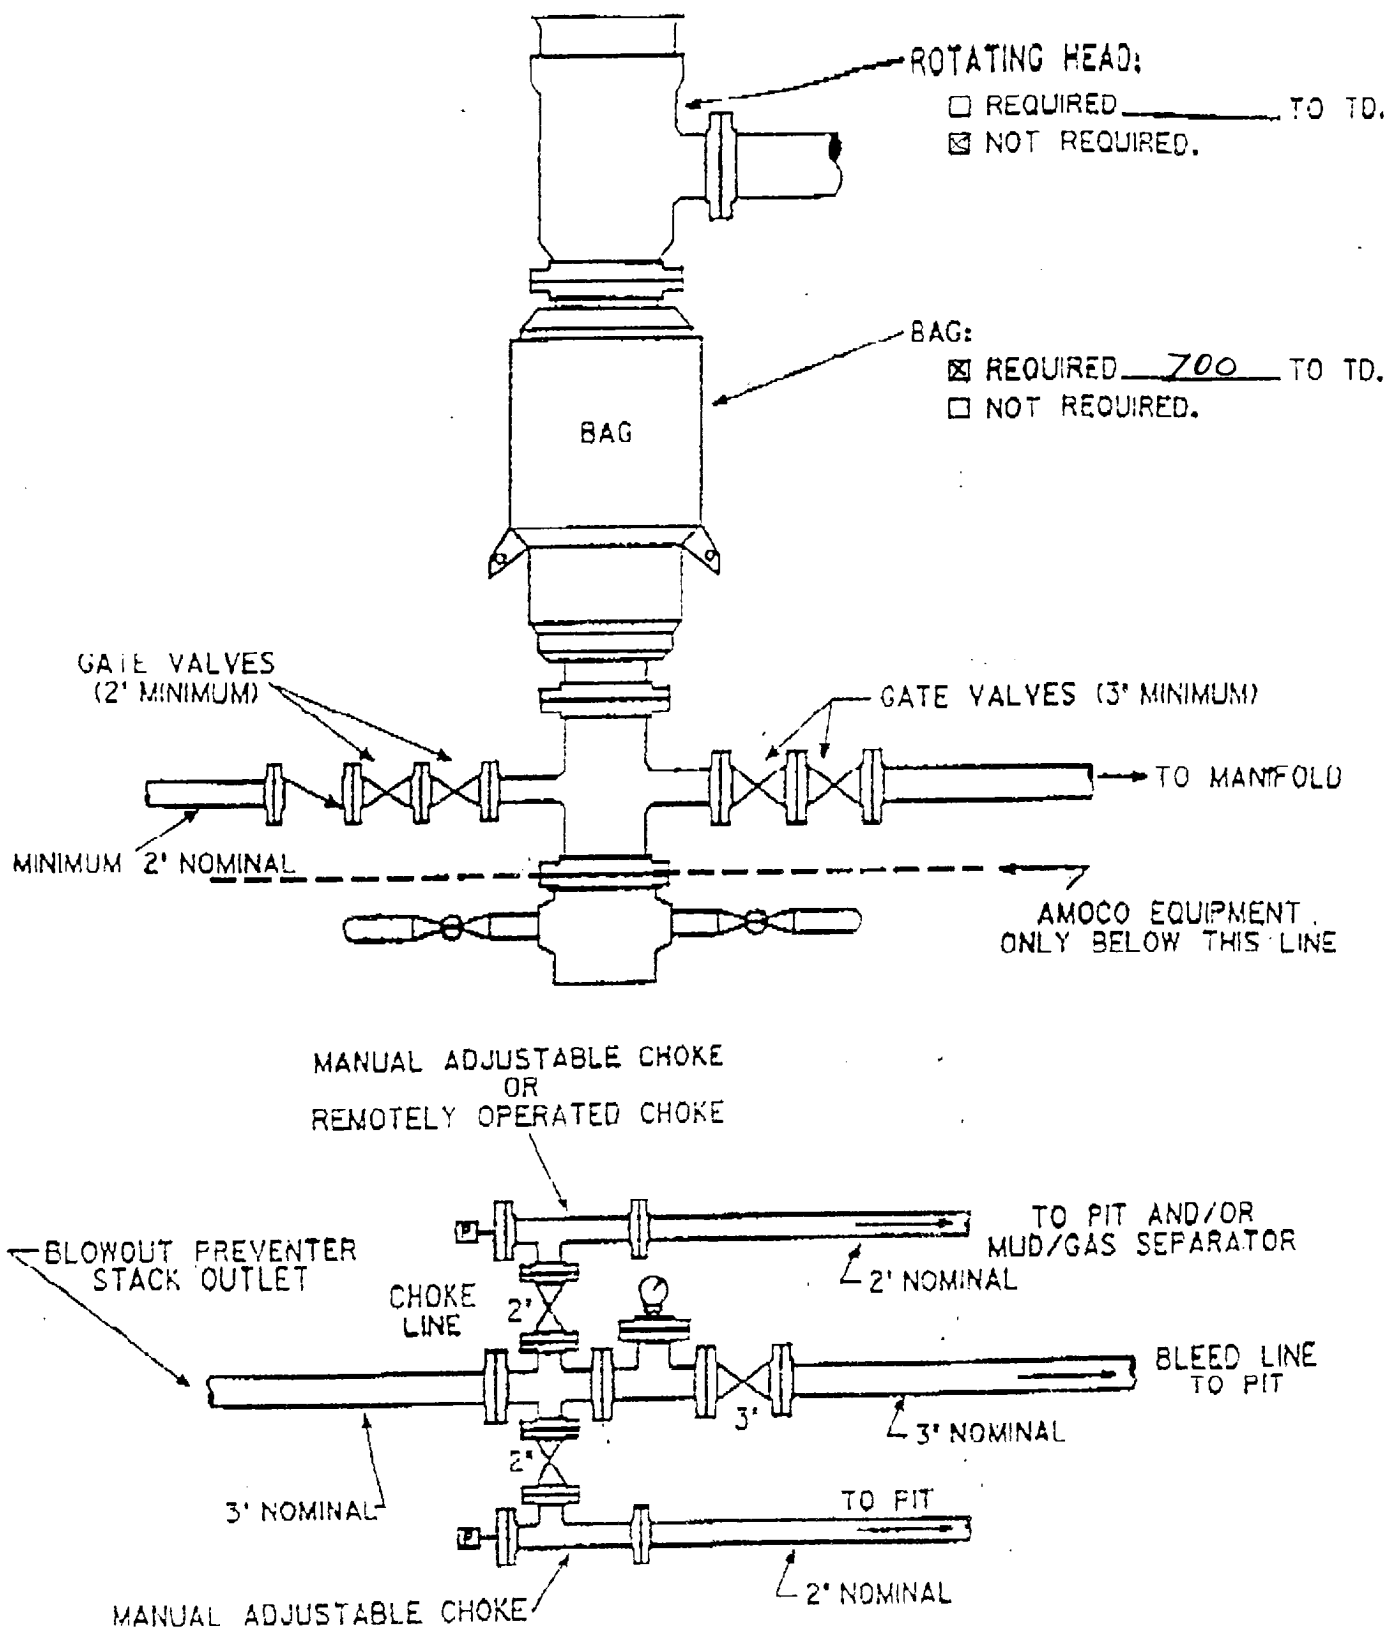 ROTATING HEAD:
☐ REQUIRED ________ TO TD.
☒ NOT REQUIRED.
BAG:
☒ REQUIRED 700 TO TD.
☐ NOT REQUIRED.
BAG
GATE VALVES
(2" MINIMUM)
GATE VALVES (3" MINIMUM)
TO MANIFOLD
MINIMUM 2" NOMINAL
AMOCO EQUIPMENT
ONLY BELOW THIS LINE
MANUAL ADJUSTABLE CHOKE
OR
REMOTELY OPERATED CHOKE
P
TO PIT AND/OR
MUD/GAS SEPARATOR
2" NOMINAL
BLOWOUT PREVENTER
STACK OUTLET
CHOKE
LINE
2"
BLEED LINE
TO PIT
3"
3" NOMINAL
2"
3" NOMINAL
TO PIT
P
2" NOMINAL
MANUAL ADJUSTABLE CHOKE